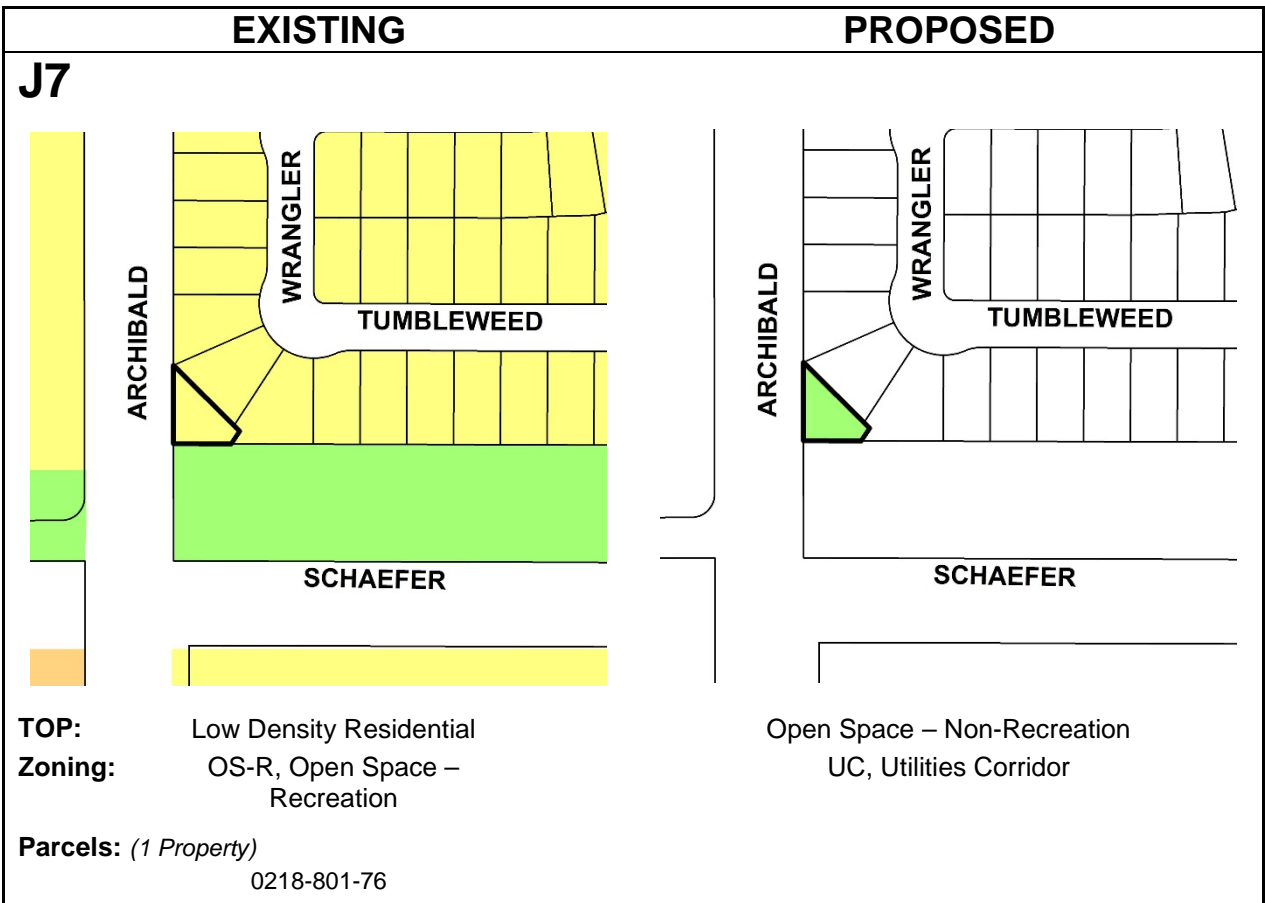 EXISTING PROPOSED
J7
ARCHIBALD
WRANGLER
TUMBLEWEED
SCHAEFER
ARCHIBALD
WRANGLER
TUMBLEWEED
SCHAEFER
TOP: Low Density Residential Open Space – Non-Recreation
Zoning: OS-R, Open Space – UC, Utilities Corridor
Recreation
Parcels: (1 Property)
0218-801-76